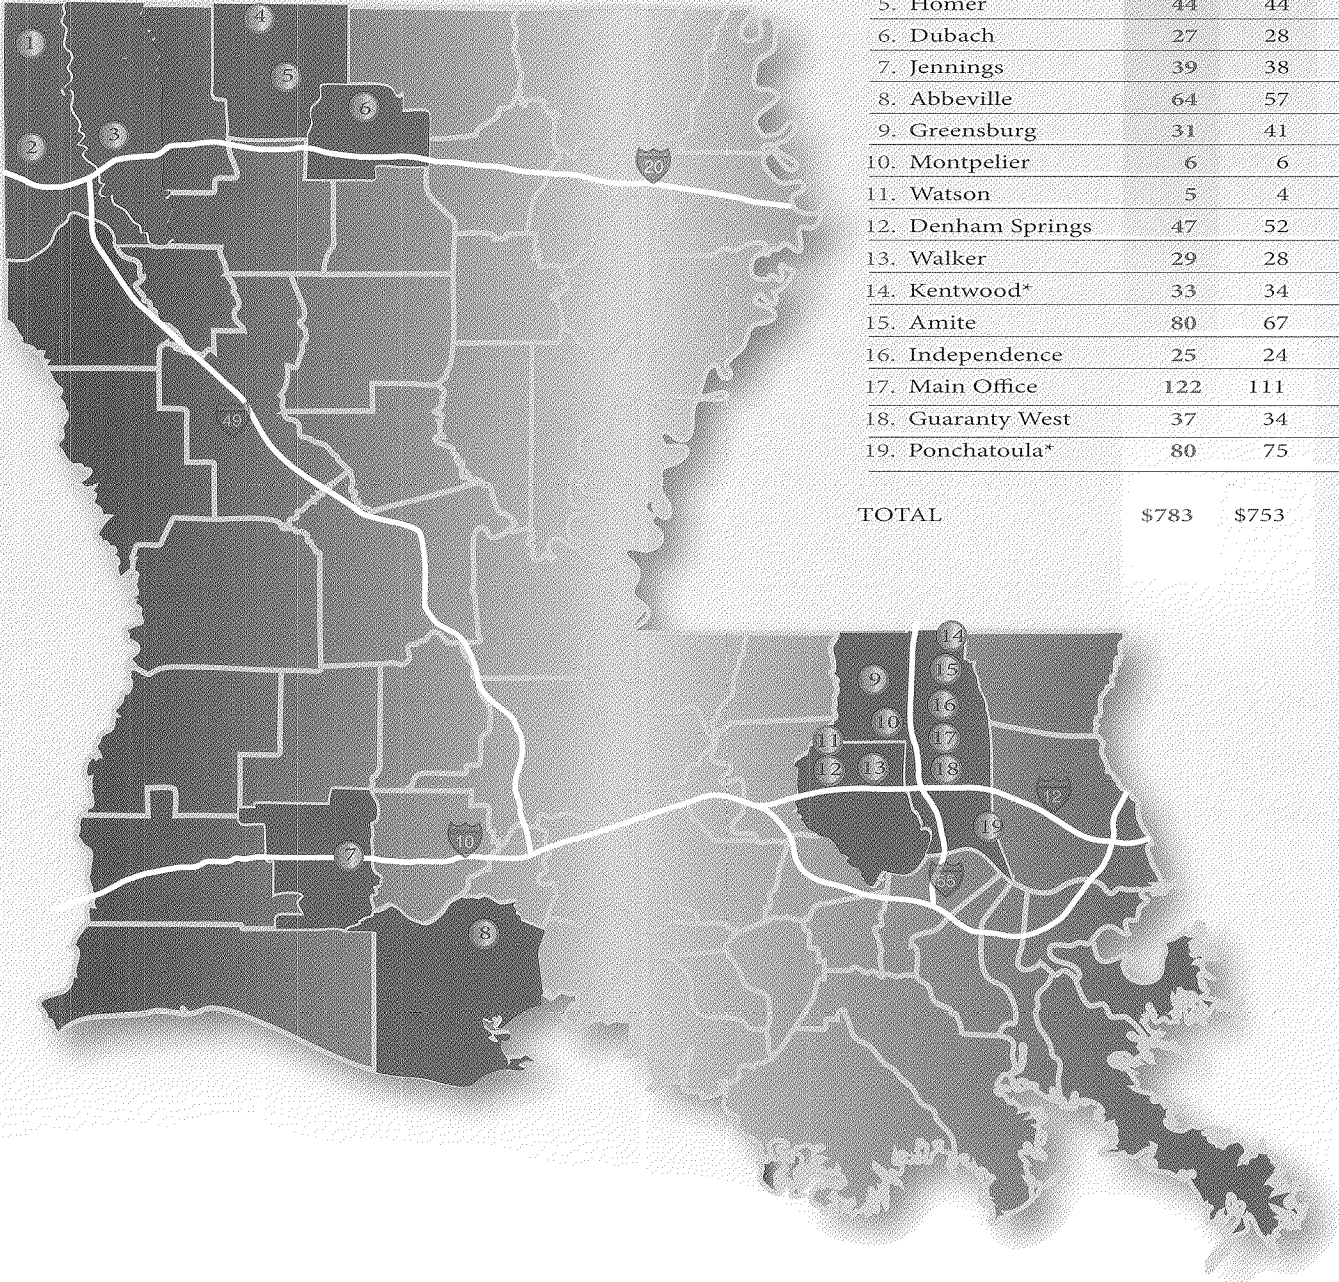 5. Homer 44 44
6. Dubach 27 28
7. Jennings 39 38
8. Abbeville 64 57
9. Greensburg 31 41
10. Montpelier 6 6
11. Watson 5 4
12. Denham Springs 47 52
13. Walker 29 28
14. Kentwood* 33 34
15. Amite 80 67
16. Independence 25 24
17. Main Office 122 111
18. Guaranty West 37 34
19. Ponchatoula* 80 75
TOTAL $783 $753
4
1
5
6
3
2
20
49
14
9
15
16
10
11
17
12
13
18
12
19
10
7
55
8